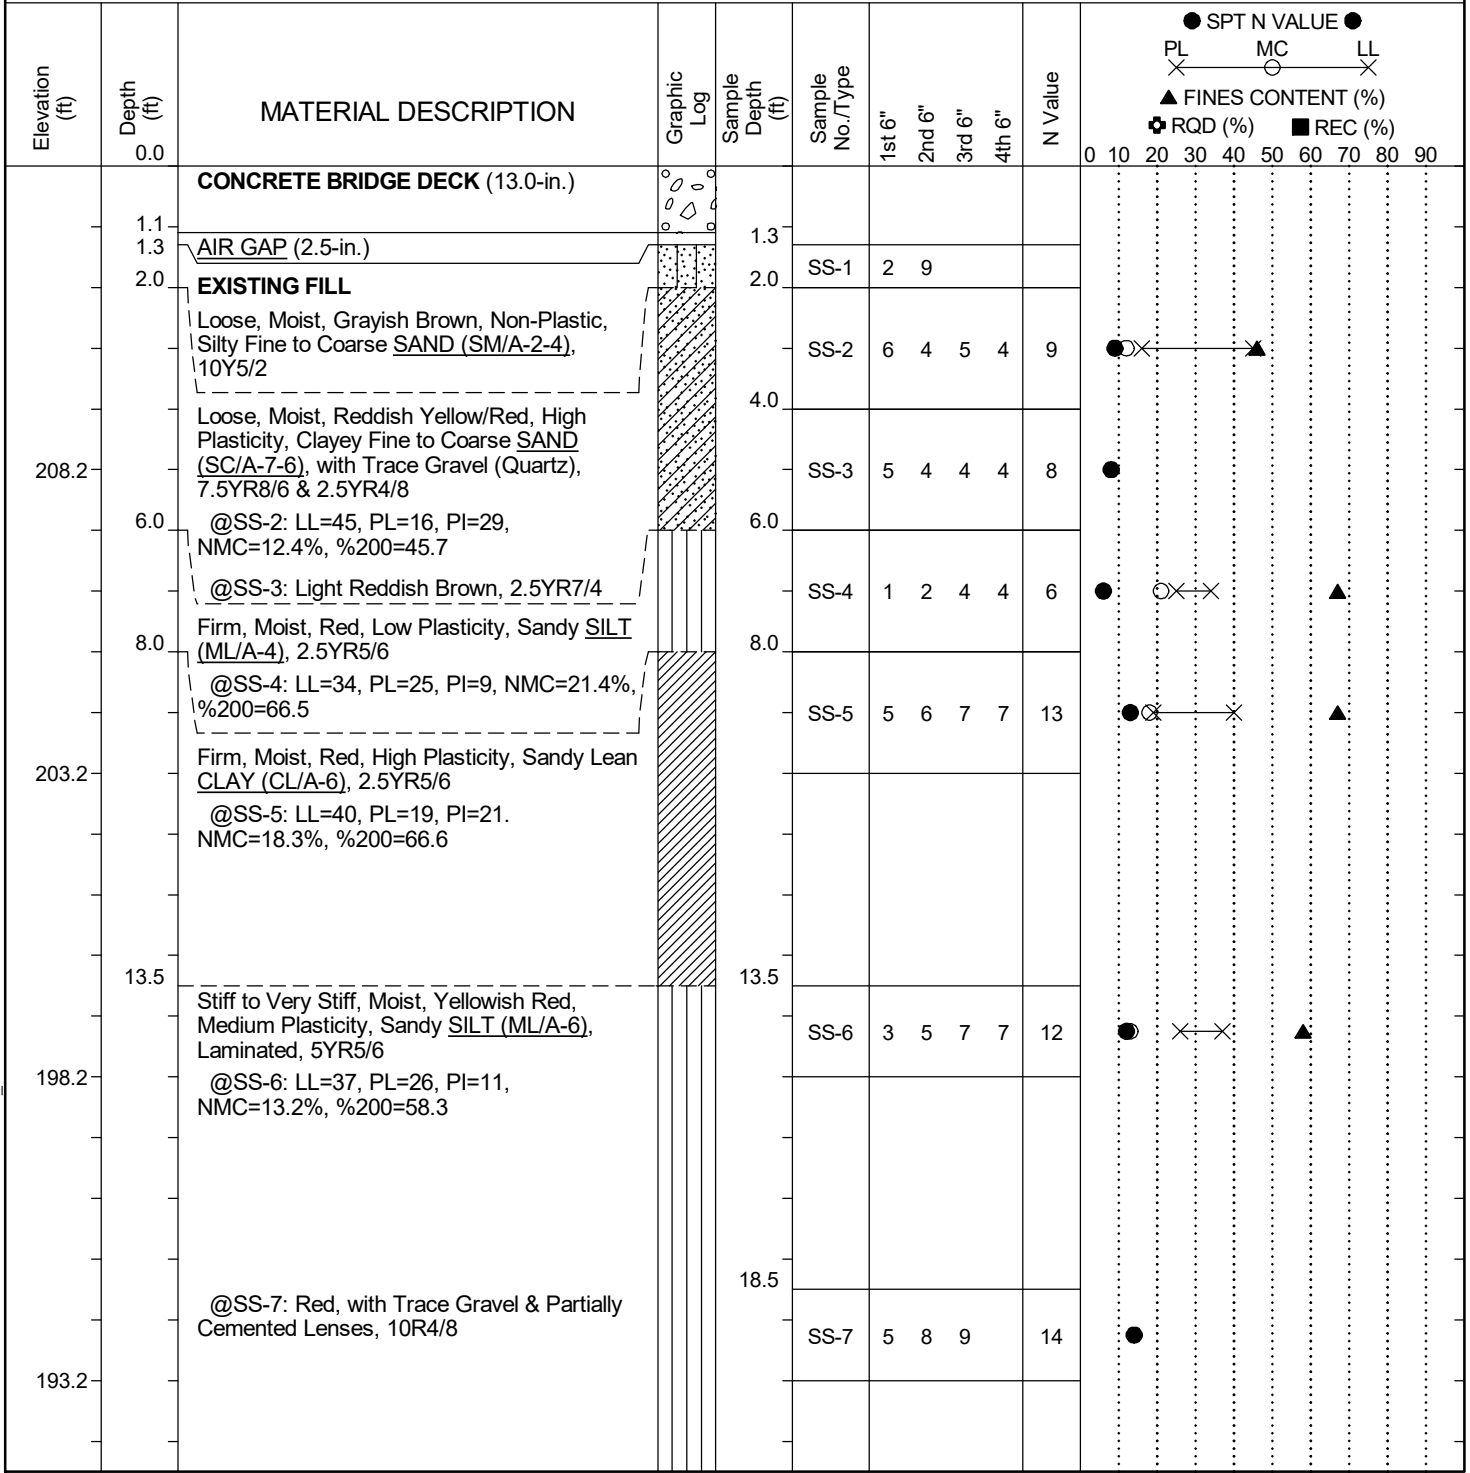 ● SPT N VALUE ●
PL MC LL
▲ FINES CONTENT (%)
RQD (%) ■ REC (%)
Elevation (ft)
Depth (ft)
0.0
MATERIAL DESCRIPTION
Graphic Log
Sample Depth (ft)
Sample No./Type
1st 6"
2nd 6"
3rd 6"
4th 6"
N Value
0 10 20 30 40 50 60 70 80 90
CONCRETE BRIDGE DECK (13.0-in.)
1.1
1.3 AIR GAP (2.5-in.) 1.3
SS-1 2 9
2.0 EXISTING FILL 2.0
Loose, Moist, Grayish Brown, Non-Plastic,
Silty Fine to Coarse SAND (SM/A-2-4),
10Y5/2
SS-2 6 4 5 4 9
4.0
Loose, Moist, Reddish Yellow/Red, High
Plasticity, Clayey Fine to Coarse SAND
(SC/A-7-6), with Trace Gravel (Quartz),
7.5YR8/6 & 2.5YR4/8
208.2
SS-3 5 4 4 4 8
6.0 @SS-2: LL=45, PL=16, PI=29, 6.0
NMC=12.4%, %200=45.7
@SS-3: Light Reddish Brown, 2.5YR7/4
SS-4 1 2 4 4 6
Firm, Moist, Red, Low Plasticity, Sandy SILT
8.0 (ML/A-4), 2.5YR5/6 8.0
@SS-4: LL=34, PL=25, PI=9, NMC=21.4%,
%200=66.5
SS-5 5 6 7 7 13
Firm, Moist, Red, High Plasticity, Sandy Lean
203.2 CLAY (CL/A-6), 2.5YR5/6
@SS-5: LL=40, PL=19, PI=21.
NMC=18.3%, %200=66.6
13.5 13.5
Stiff to Very Stiff, Moist, Yellowish Red,
Medium Plasticity, Sandy SILT (ML/A-6),
Laminated, 5YR5/6
SS-6 3 5 7 7 12
198.2 @SS-6: LL=37, PL=26, PI=11,
NMC=13.2%, %200=58.3
18.5
@SS-7: Red, with Trace Gravel & Partially
Cemented Lenses, 10R4/8
SS-7 5 8 9 14
193.2